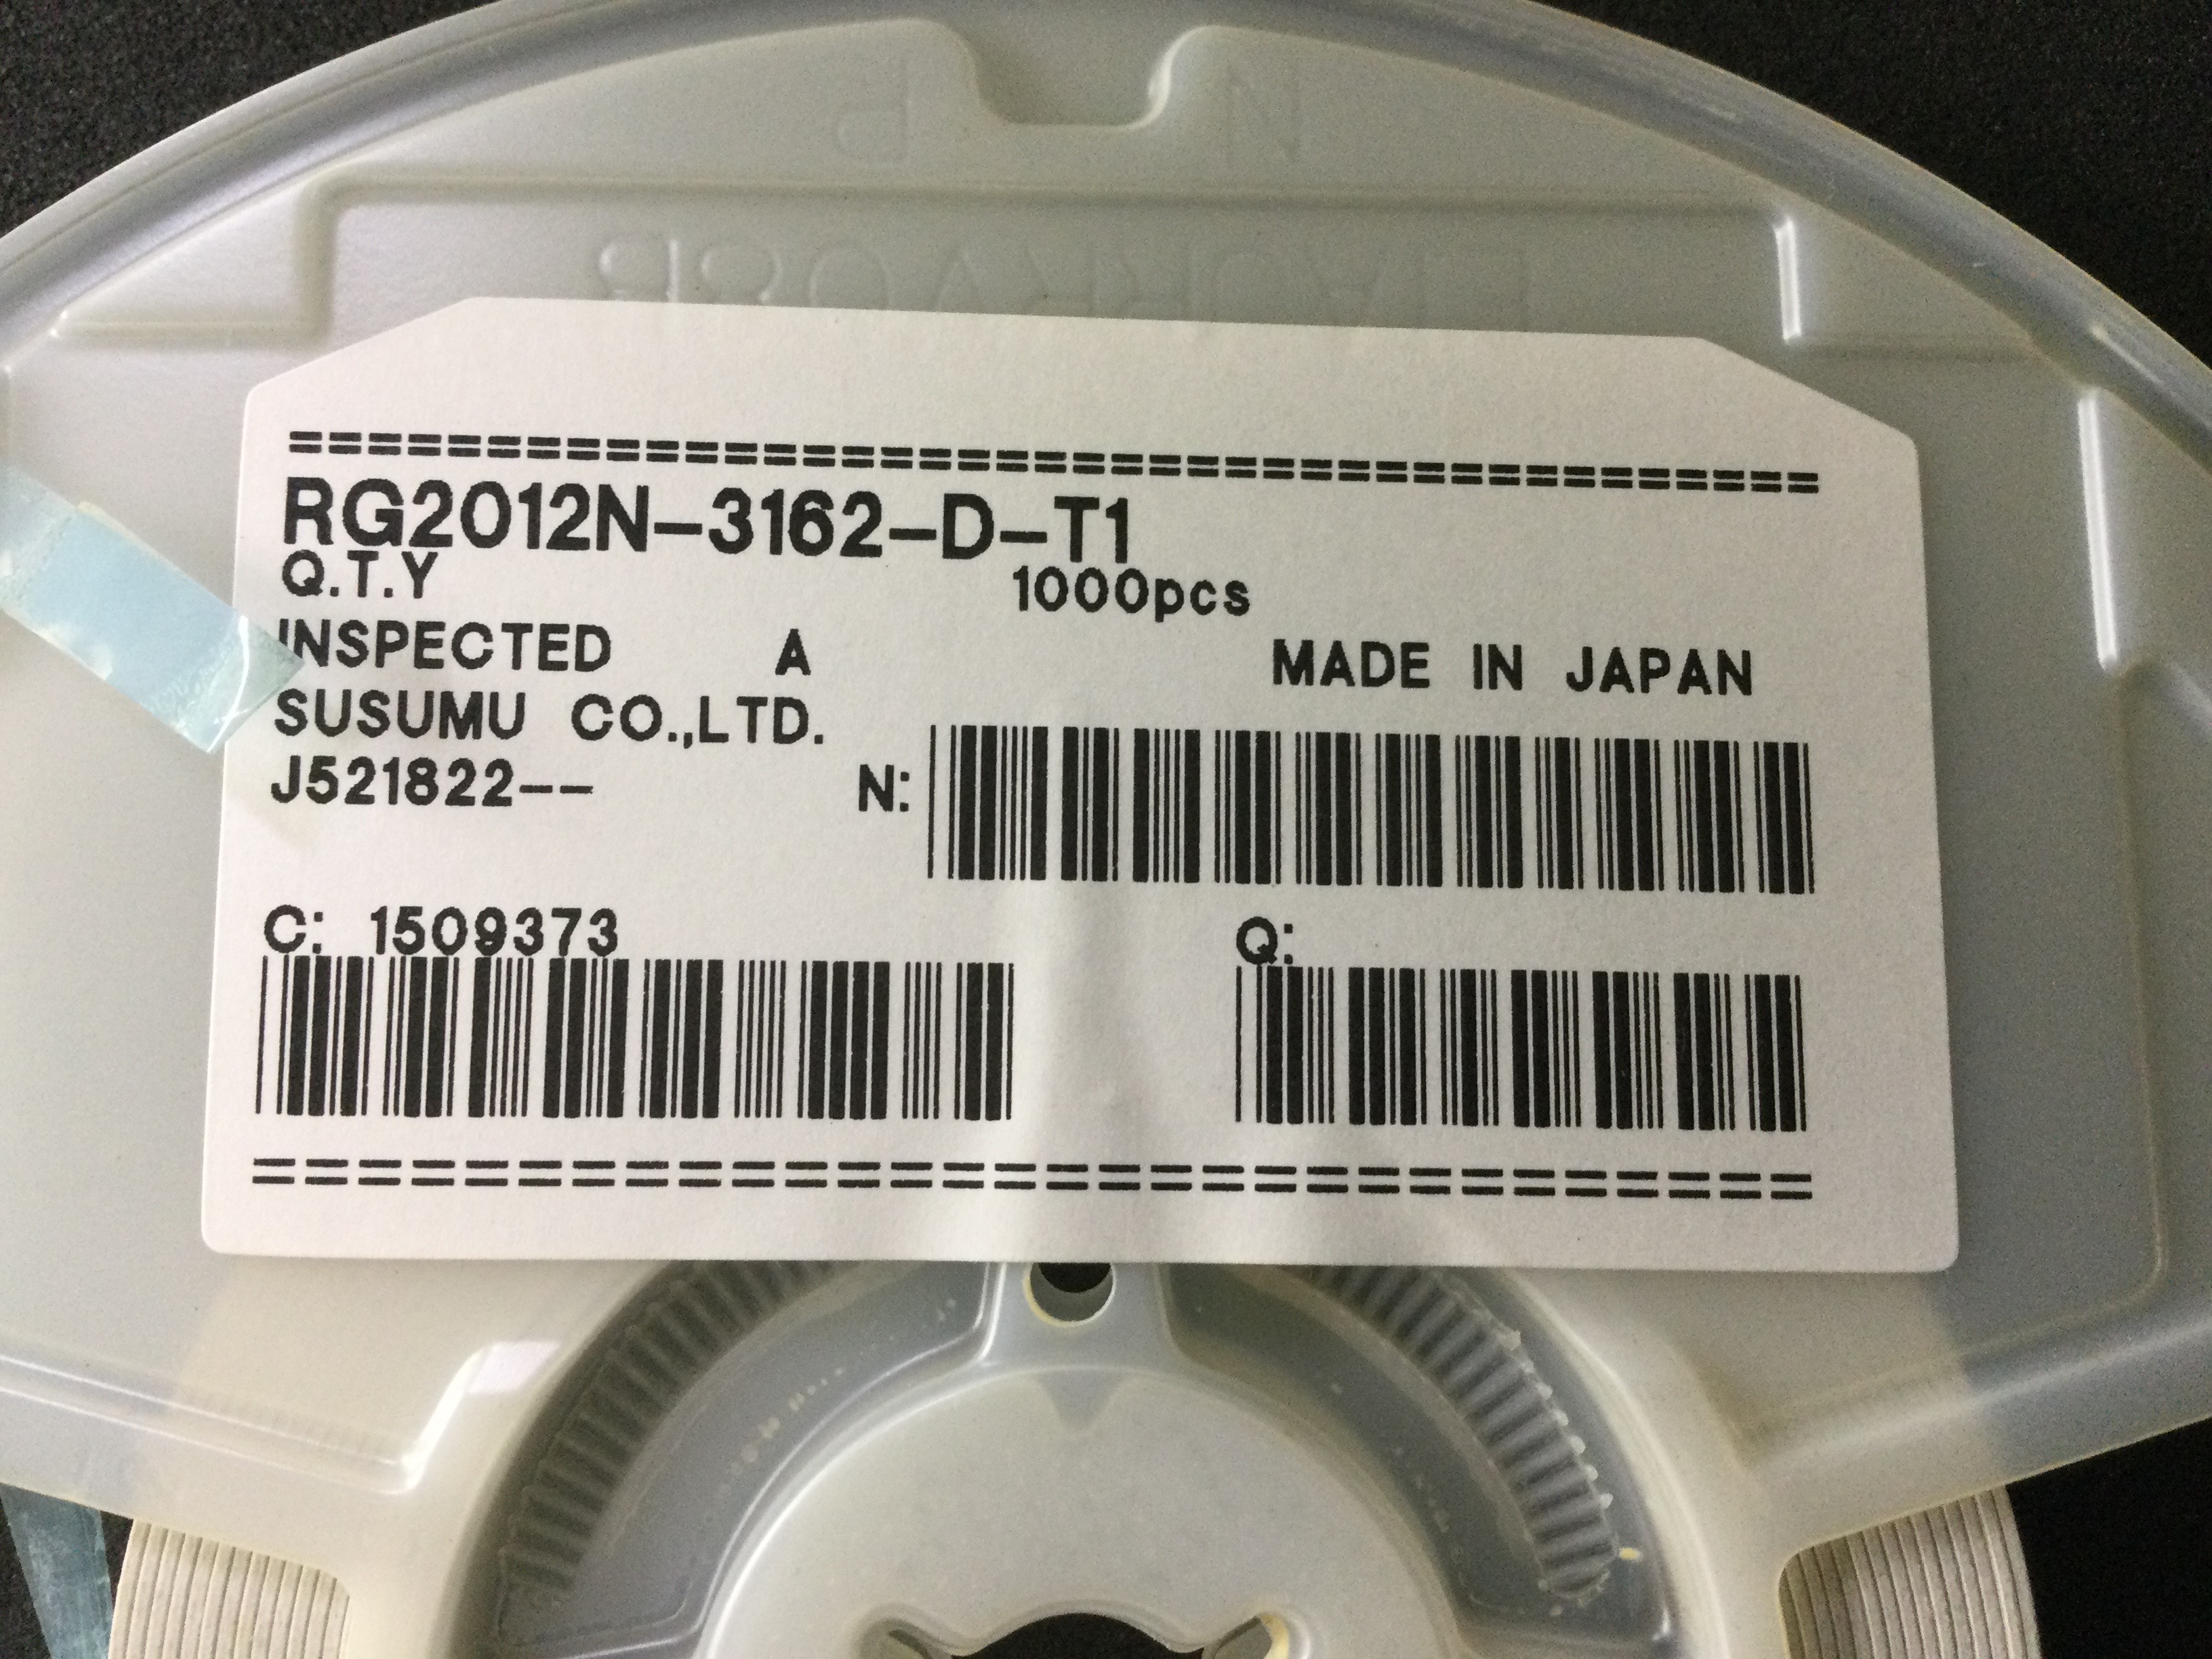 RG2012N-3162-D-T1
Q.T.Y 1000pcs
INSPECTED A MADE IN JAPAN
SUSUMU CO.,LTD.
J521822-- N:
C: 1509373 Q: